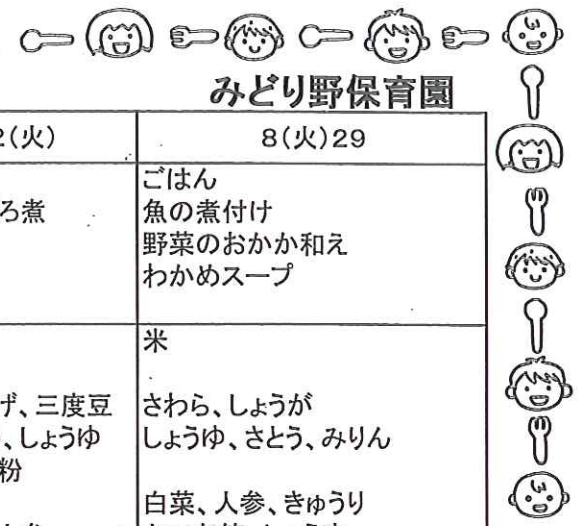 みどり野保育園
2(火)
8(火)29
ろ煮
ごはん
魚の煮付け
野菜のおかか和え
わかめスープ
米
げ、三度豆
さわら、しょうが
、しょうゆ
しょうゆ、さとう、みりん
粉
白菜、人参、きゅうり